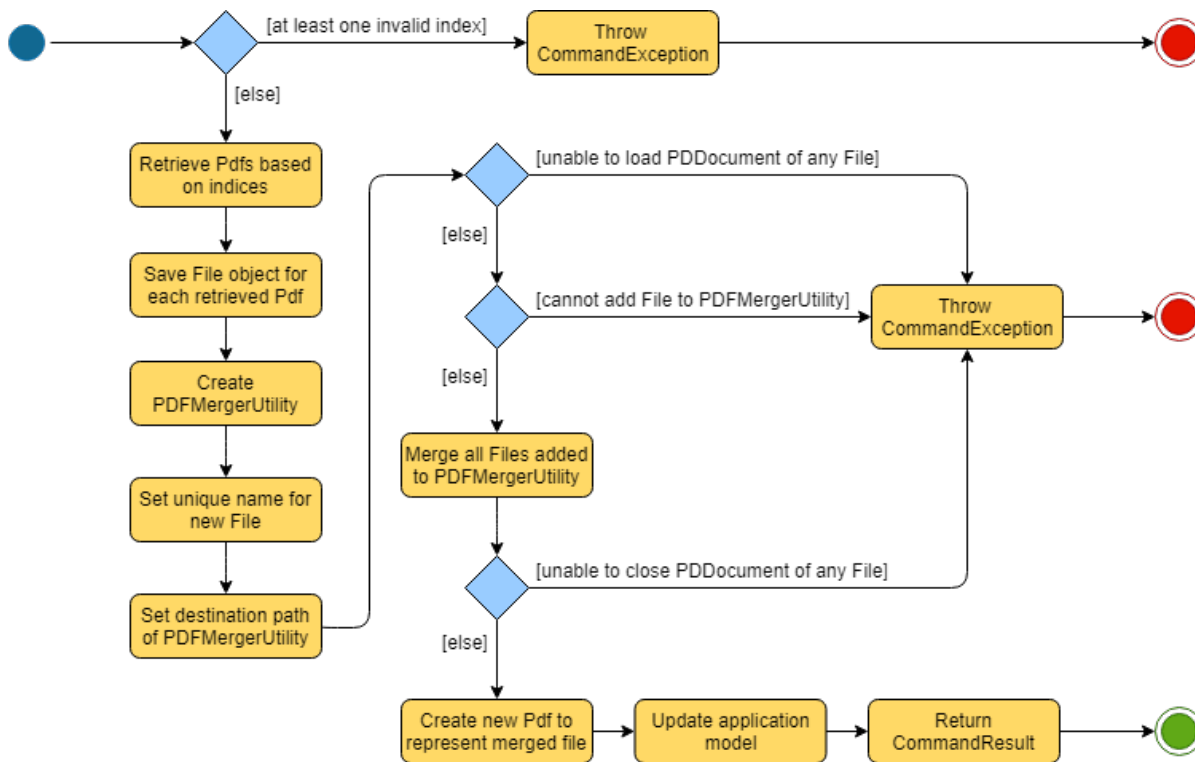 [at least one invalid index]
Throw
CommandException
[else]
Retrieve Pdfs based
on indices
Save File object for
each retrieved Pdf
Create
PDFMergerUtility
Set unique name for
new File
Set destination path
of PDFMergerUtility
[unable to load PDDocument of any File]
[else]
[cannot add File to PDFMergerUtility]
Throw
CommandException
[else]
Merge all Files added
to PDFMergerUtility
[unable to close PDDocument of any File]
[else]
Create new Pdf to
represent merged file
Update application
model
Return
CommandResult